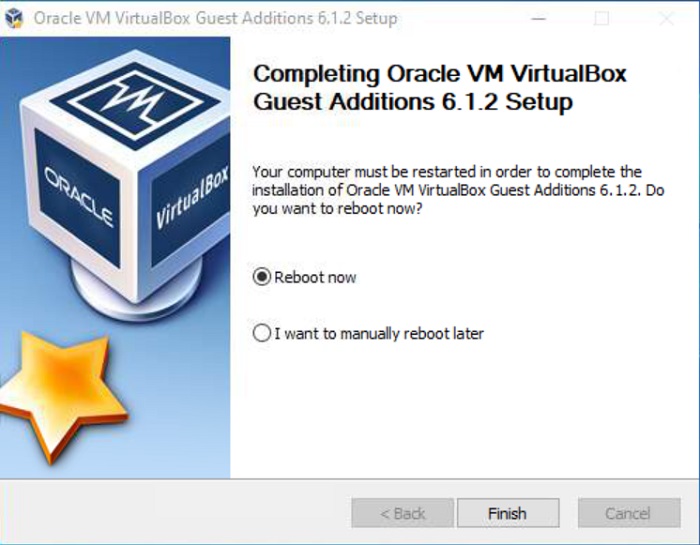 Oracle VM VirtualBox Guest Additions 6.1.2 Setup
Completing Oracle VM VirtualBox
Guest Additions 6.1.2 Setup
ORACLE
VirtualBox
Your computer must be restarted in order to complete the
installation of Oracle VM VirtualBox Guest Additions 6.1.2. Do
you want to reboot now?
Reboot now
I want to manually reboot later
< Back
Finish
Cancel